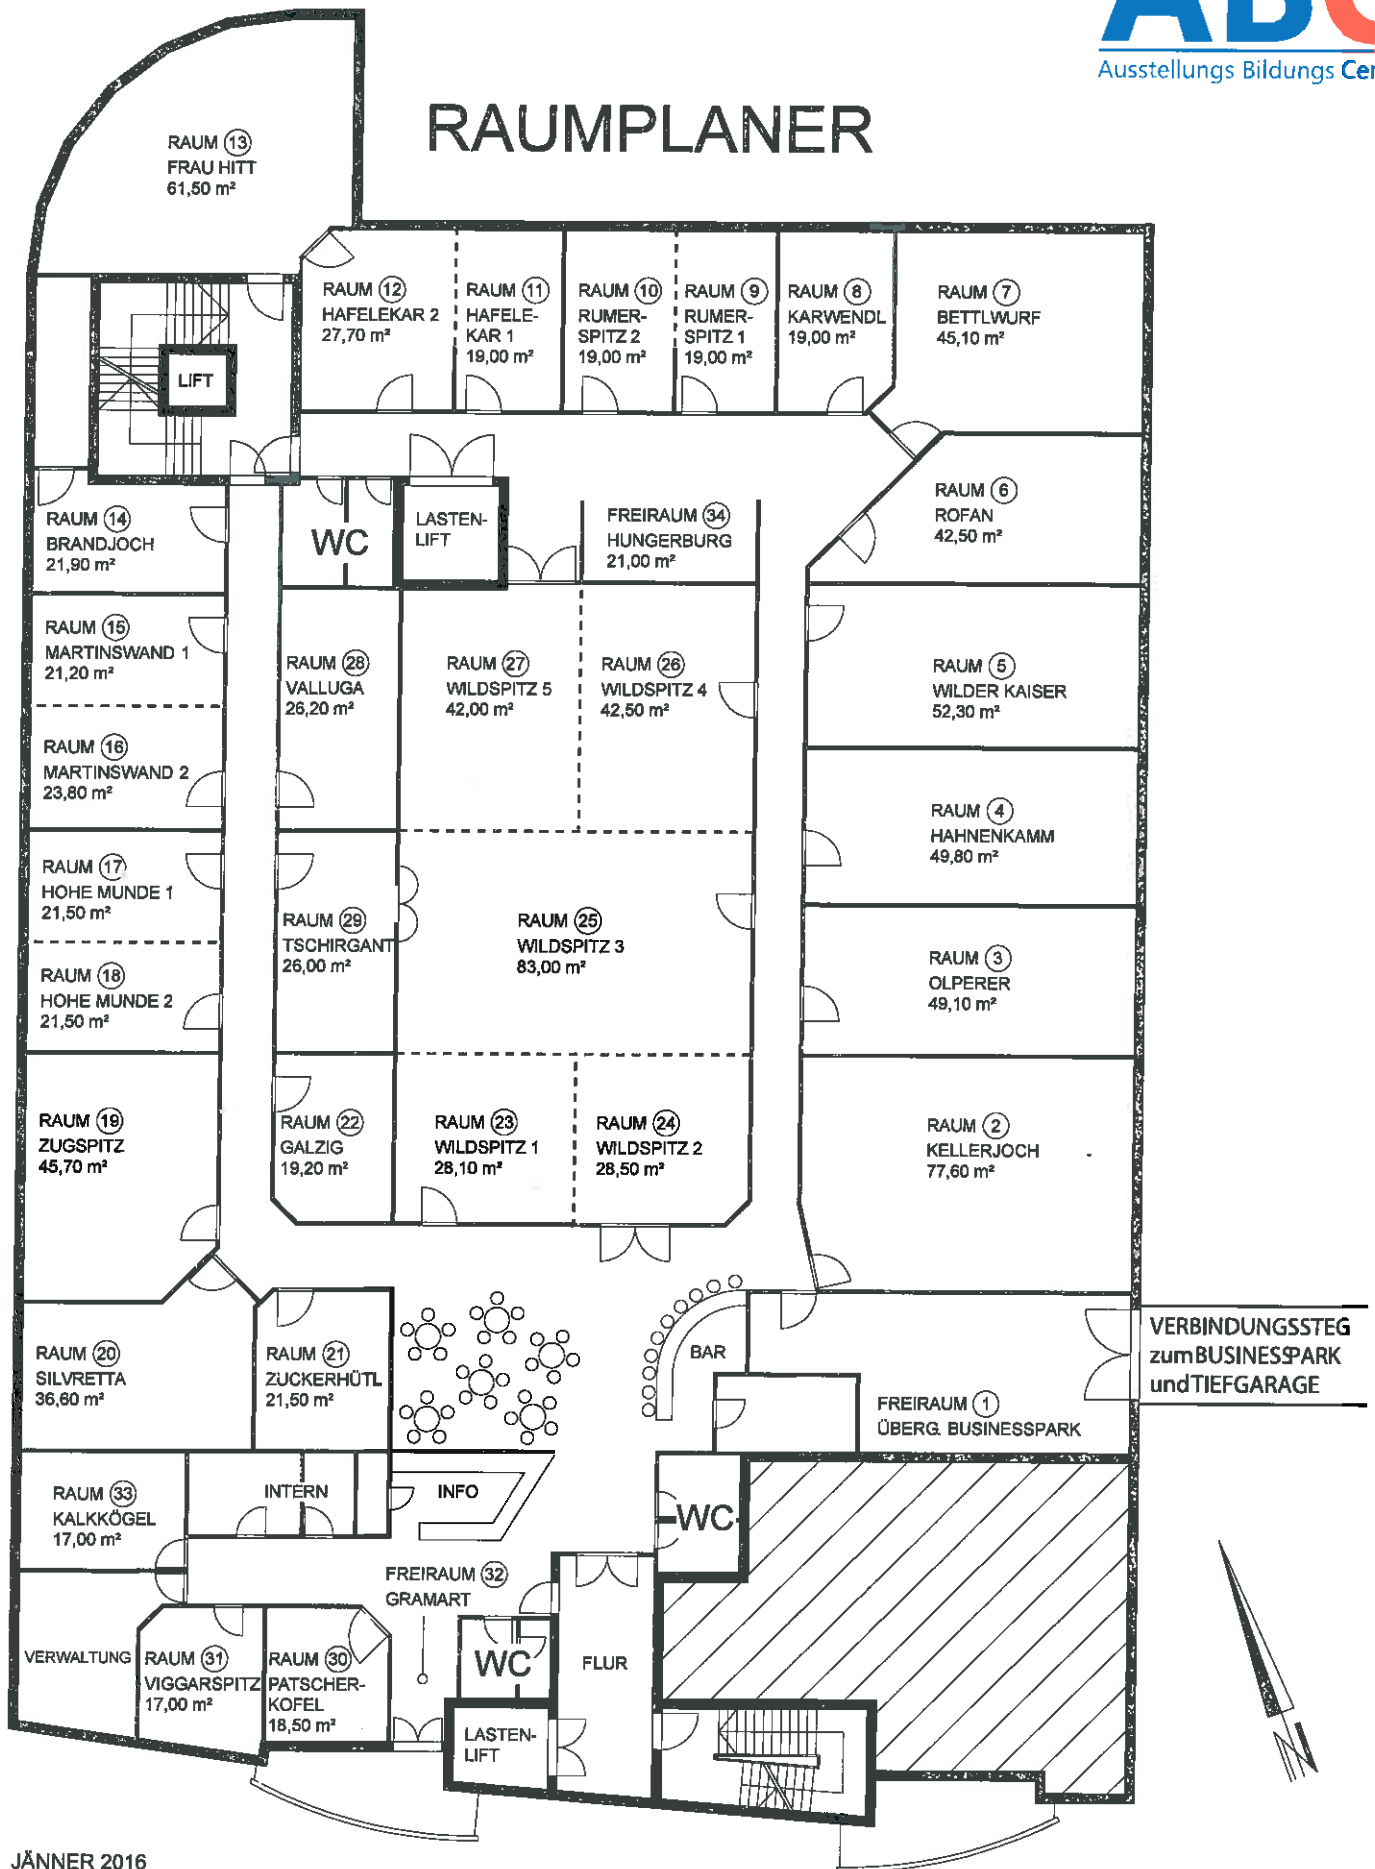 ABC
Ausstellungs Bildungs Cen
RAUMPLANER
RAUM 13
FRAU HITT
61,50 m²
RAUM 12
HAFELEKAR 2
27,70 m²
RAUM 11
HAFELE-
KAR 1
19,00 m²
RAUM 10
RUMER-
SPITZ 2
19,00 m²
RAUM 9
RUMER-
SPITZ 1
19,00 m²
RAUM 8
KARWENDL
19,00 m²
RAUM 7
BETTLWURF
45,10 m²
LIFT
RAUM 14
BRANDJOCH
21,90 m²
WC
LASTEN-
LIFT
FREIRAUM 34
HUNGERBURG
21,00 m²
RAUM 6
ROFAN
42,50 m²
RAUM 15
MARTINSWAND 1
21,20 m²
RAUM 28
VALLUGA
26,20 m²
RAUM 27
WILDSPITZ 5
42,00 m²
RAUM 26
WILDSPITZ 4
42,50 m²
RAUM 5
WILDER KAISER
52,30 m²
RAUM 16
MARTINSWAND 2
23,80 m²
RAUM 4
HAHNENKAMM
49,80 m²
RAUM 17
HOHE MUNDE 1
21,50 m²
RAUM 29
TSCHIRGANT
26,00 m²
RAUM 25
WILDSPITZ 3
83,00 m²
RAUM 3
OLPERER
49,10 m²
RAUM 18
HOHE MUNDE 2
21,50 m²
RAUM 19
ZUGSPITZ
45,70 m²
RAUM 22
GALZIG
19,20 m²
RAUM 23
WILDSPITZ 1
28,10 m²
RAUM 24
WILDSPITZ 2
28,50 m²
RAUM 2
KELLERJOCH
77,60 m²
RAUM 20
SILVRETTA
36,60 m²
RAUM 21
ZUCKERHÜTL
21,50 m²
BAR
VERBINDUNGSSTEG
zum BUSINESSPARK
und TIEFGARAGE
FREIRAUM 1
ÜBERG. BUSINESSPARK
RAUM 33
KALKKÖGEL
17,00 m²
INTERN
INFO
WC
FREIRAUM 32
GRAMART
VERWALTUNG
RAUM 31
VIGGARSPITZ
17,00 m²
RAUM 30
PATSCHER-
KOFEL
18,50 m²
WC
FLUR
LASTEN-
LIFT
N
JÄNNER 2016